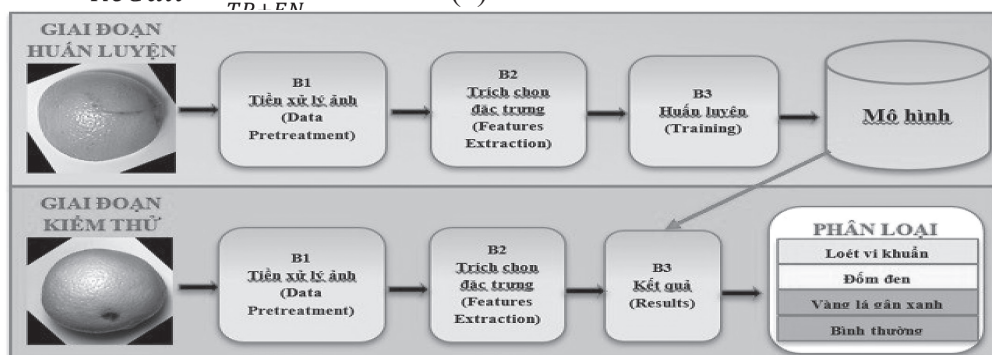 TP+FN
GIAI ĐOẠN
HUẤN LUYỆN
B1
Tiền xử lý ảnh
(Data
Pretreatment)
B2
Trích chọn
đặc trưng
(Features
Extraction)
B3
Huấn luyện
(Training)
Mô hình
GIAI ĐOẠN
KIỂM THỬ
B1
Tiền xử lý ảnh
(Data
Pretreatment)
B2
Trích chọn
đặc trưng
(Features
Extraction)
B3
Kết quả
(Results)
PHÂN LOẠI
Loét vi khuẩn
Đốm đen
Vàng lá gân xanh
Bình thường